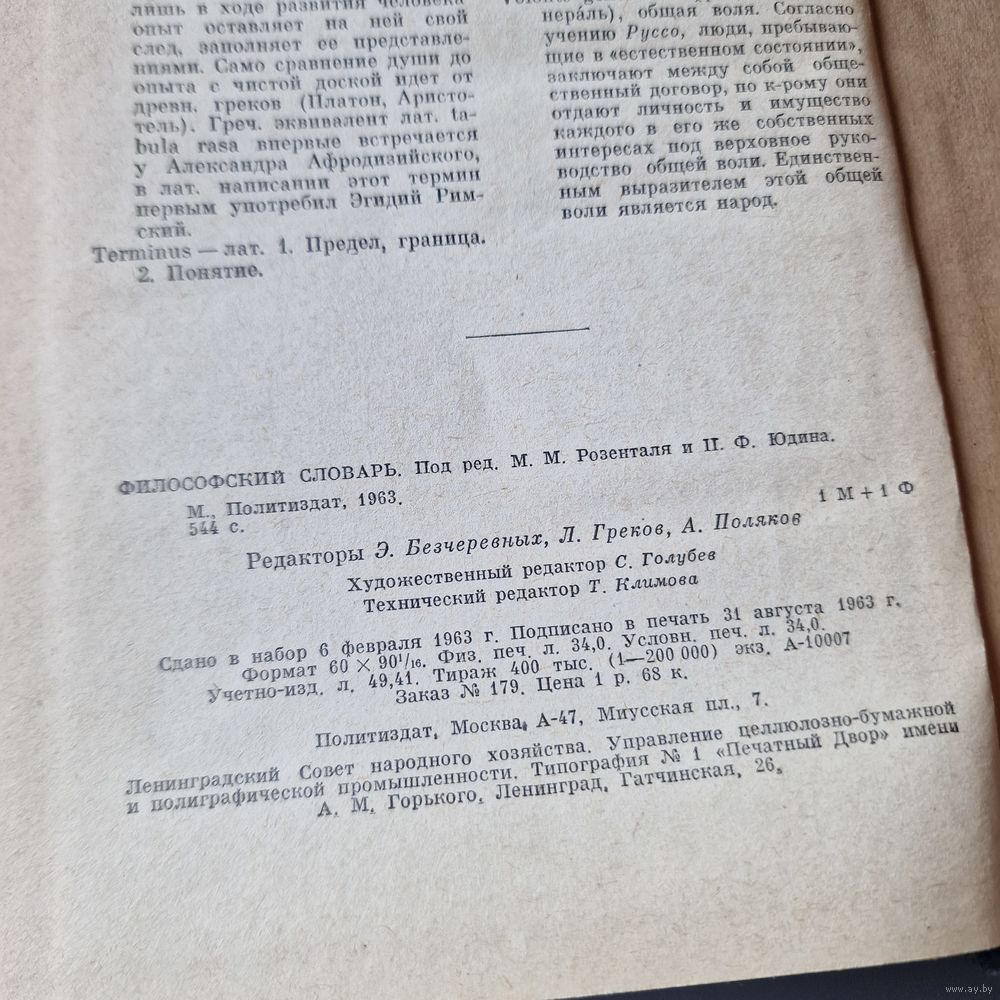 лишь в ходе развития человека
опыт оставляет на ней свой
след, заполняет ее представле-
ниями. Само сравнение души до
опыта с чистой доской идет от
древн. греков (Платон, Аристо-
тель). Греч. эквивалент лат. ta-
bula rasa впервые встречается
у Александра Афродизийского,
в лат. написании этот термин
первым употребил Эгидий Рим-
ский.
Terminus — лат. 1. Предел, граница.
2. Понятие.
нера́ль), общая воля. Согласно
учению Руссо, люди, пребываю-
щие в «естественном состоянии»,
заключают между собой обще-
ственный договор, по к-рому они
отдают личность и имущество
каждого в его же собственных
интересах под верховное руко-
водство общей воли. Единствен-
ным выразителем этой общей
воли является народ.
ФИЛОСОФСКИЙ СЛОВАРЬ. Под ред. М. М. Розенталя и П. Ф. Юдина.
М., Политиздат, 1963.
544 с.
1 М + 1 Ф
Редакторы Э. Безчеревных, Л. Греков, А. Поляков
Художественный редактор С. Голубев
Технический редактор Т. Климова
Сдано в набор 6 февраля 1963 г. Подписано в печать 31 августа 1963 г.
Формат 60 × 90¹/₁₆. Физ. печ. л. 34,0. Условн. печ. л. 34,0.
Учетно-изд. л. 49,41. Тираж 400 тыс. (1—200 000) экз. А-10007
Заказ № 179. Цена 1 р. 68 к.
Политиздат, Москва, А-47, Миусская пл., 7.
Ленинградский Совет народного хозяйства. Управление целлюлозно-бумажной
и полиграфической промышленности. Типография № 1 «Печатный Двор» имени
А. М. Горького, Ленинград, Гатчинская, 26.
www.ay.by